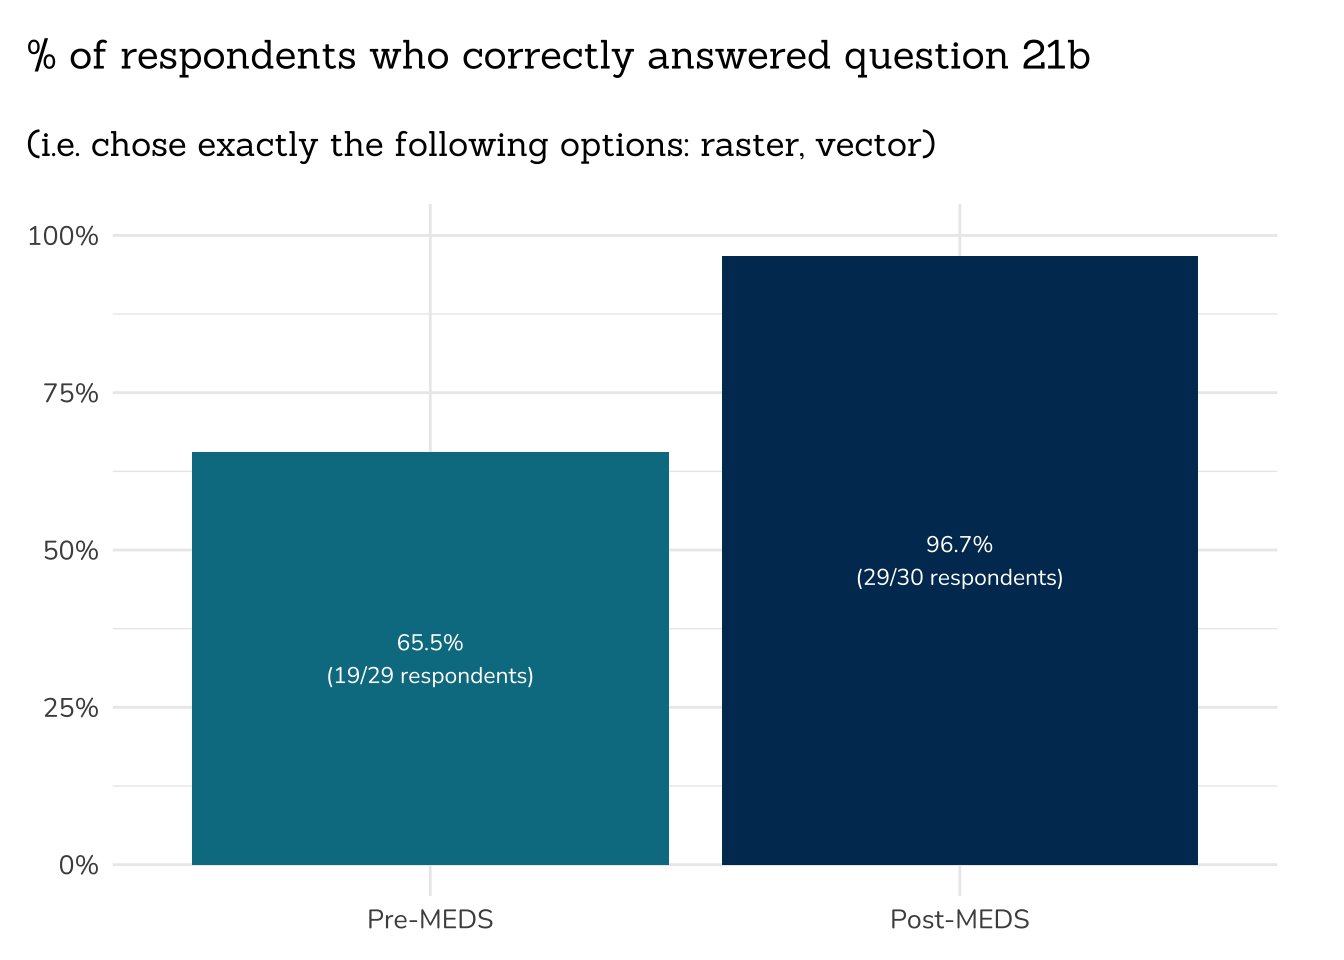 % of respondents who correctly answered question 21b
(i.e. chose exactly the following options: raster, vector)
100%
75%
50%
25%
0%
96.7%
(29/30 respondents)
65.5%
(19/29 respondents)
Pre-MEDS
Post-MEDS